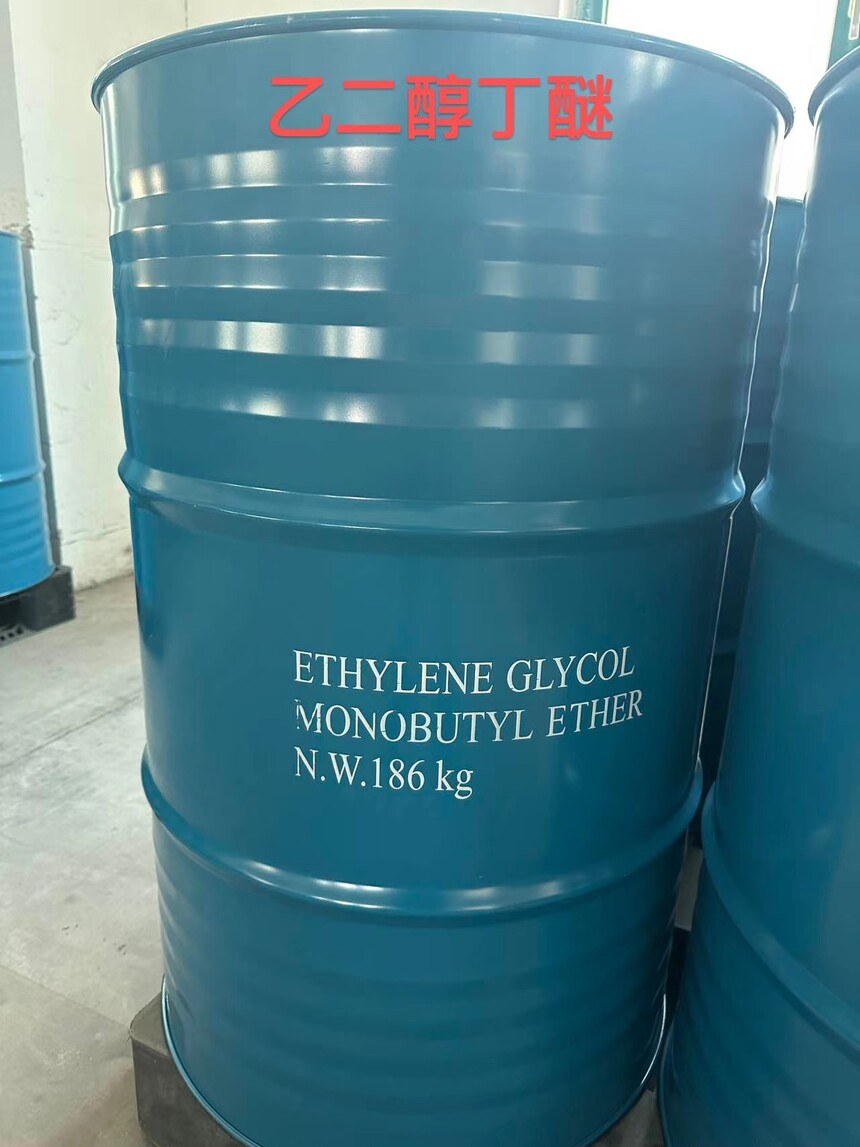 乙二醇丁醚
ETHYLENE GLYCOL
MONOBUTYL ETHER
N.W.186 kg